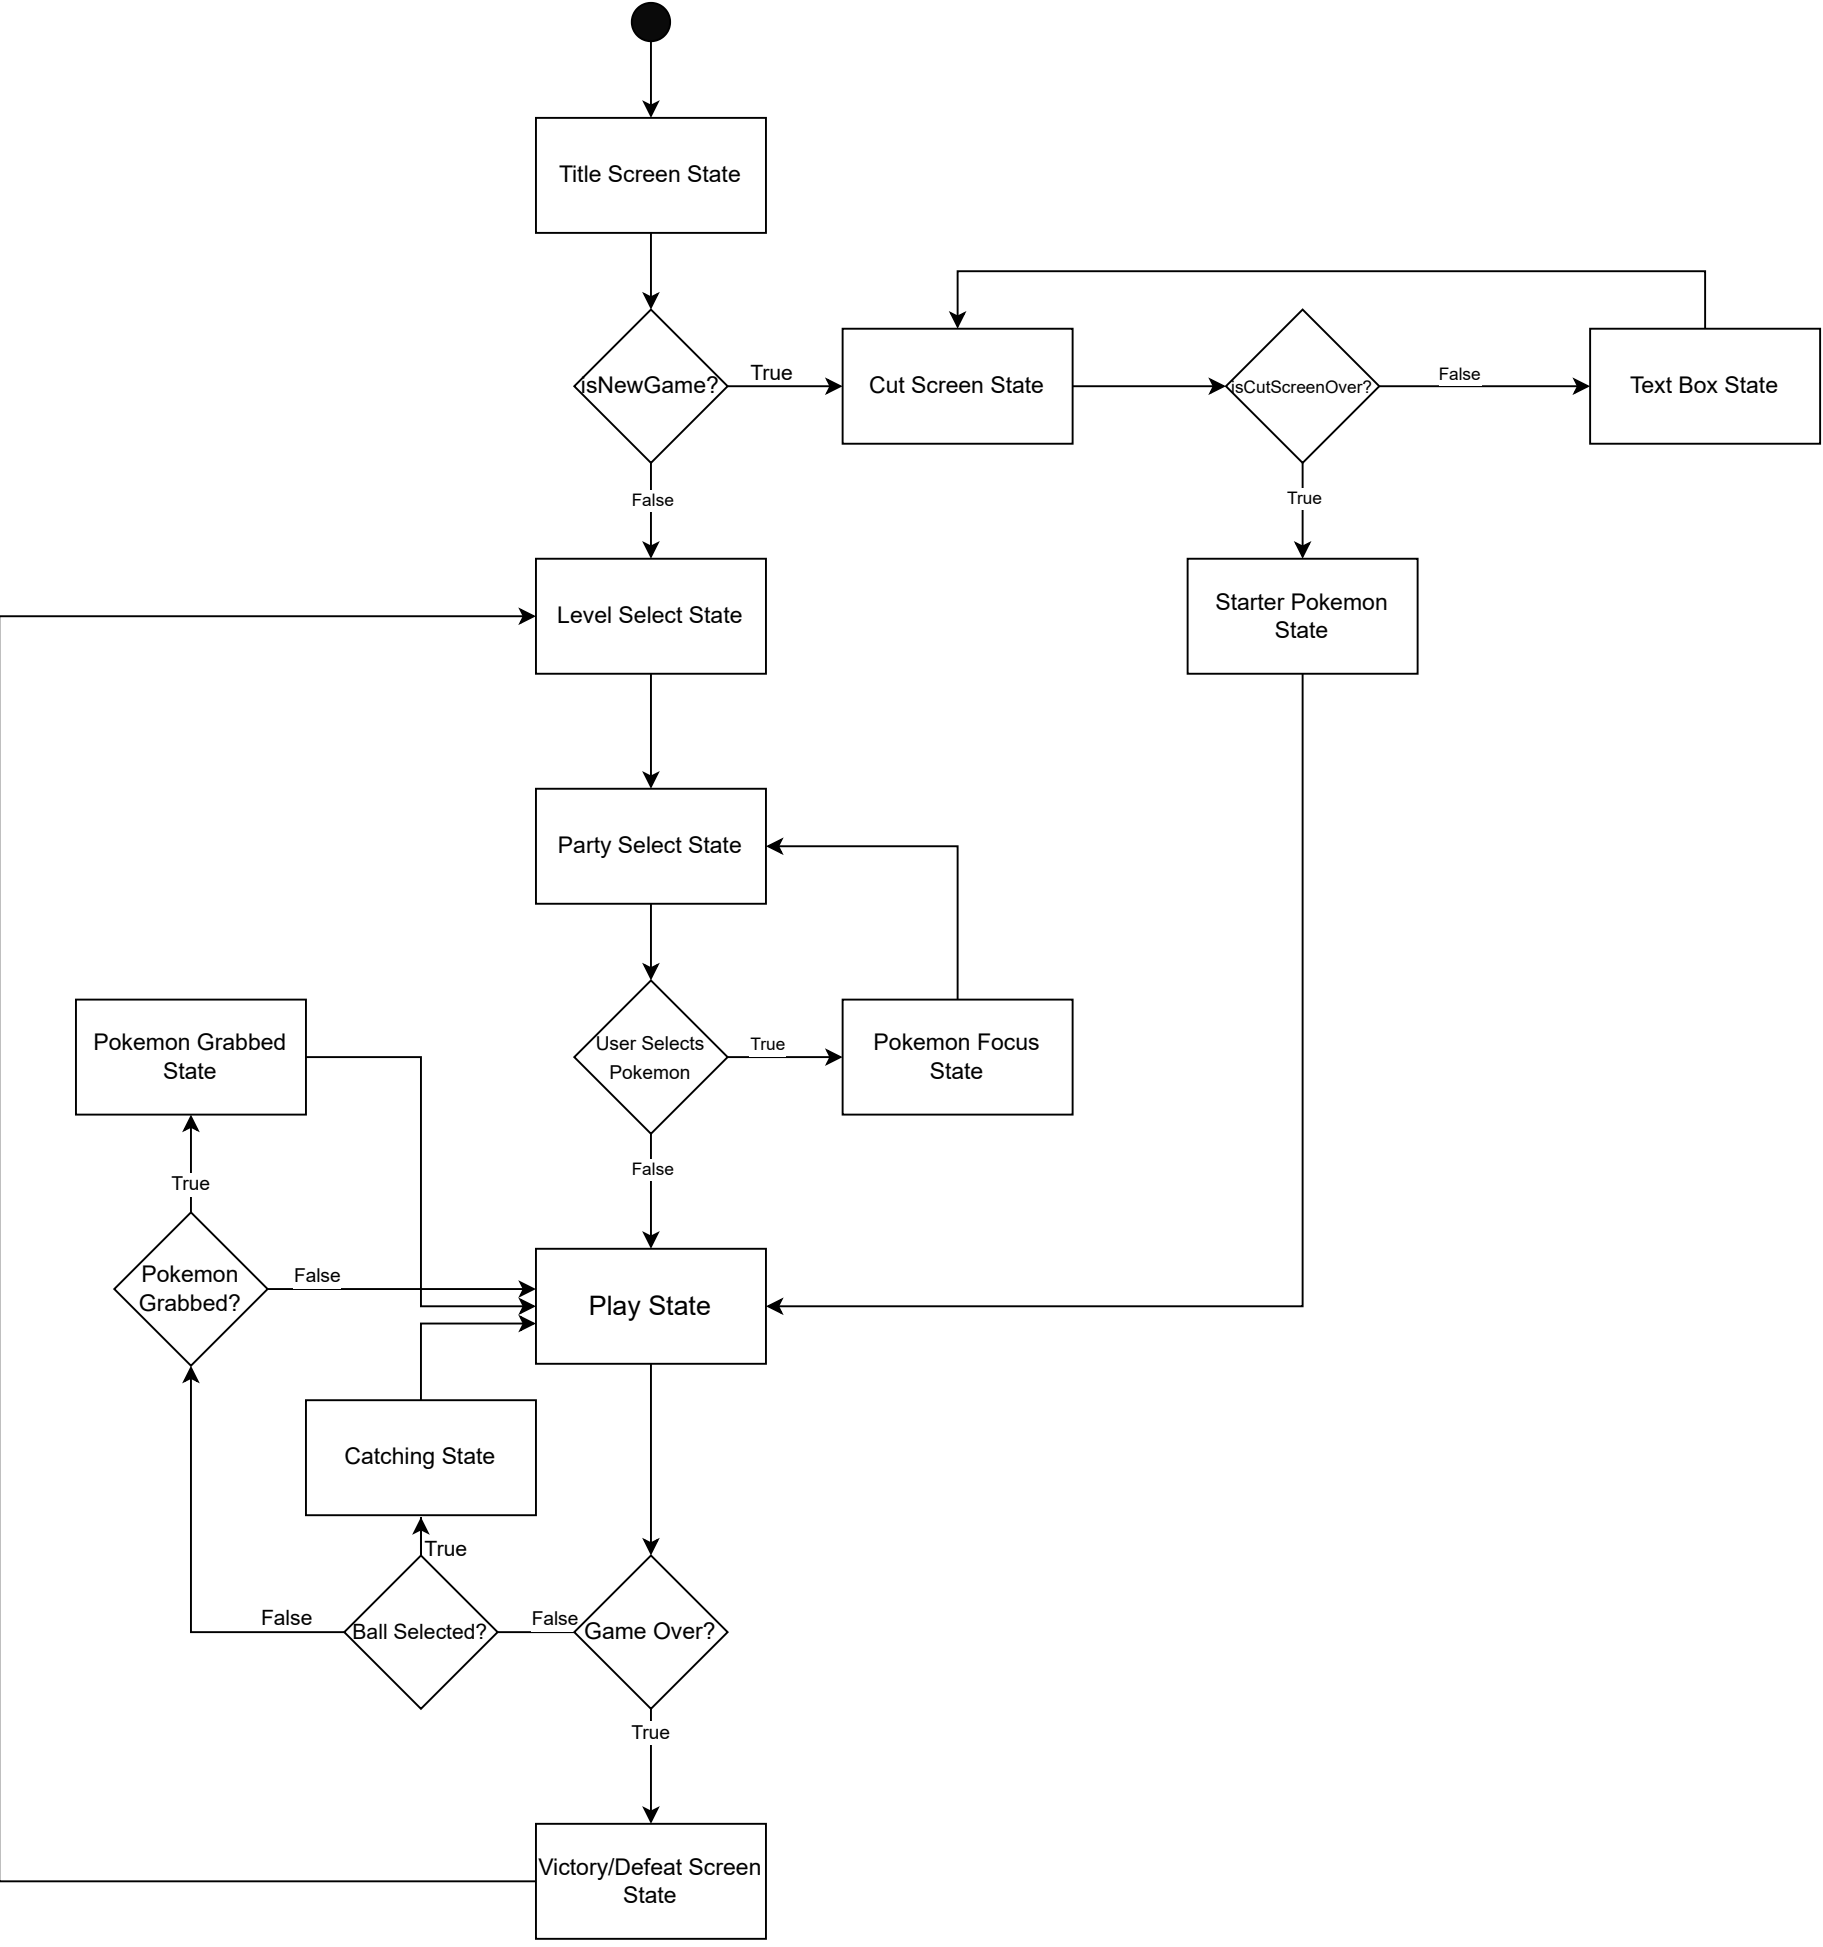 Title Screen State
isNewGame?
True
Cut Screen State
isCutScreenOver?
False
Text Box State
False
True
Level Select State
Starter Pokemon
State
Party Select State
User Selects
Pokemon
True
Pokemon Focus
State
Pokemon Grabbed
State
False
True
Pokemon
Grabbed?
False
Play State
Catching State
True
False
Ball Selected?
False
Game Over?
True
Victory/Defeat Screen
State